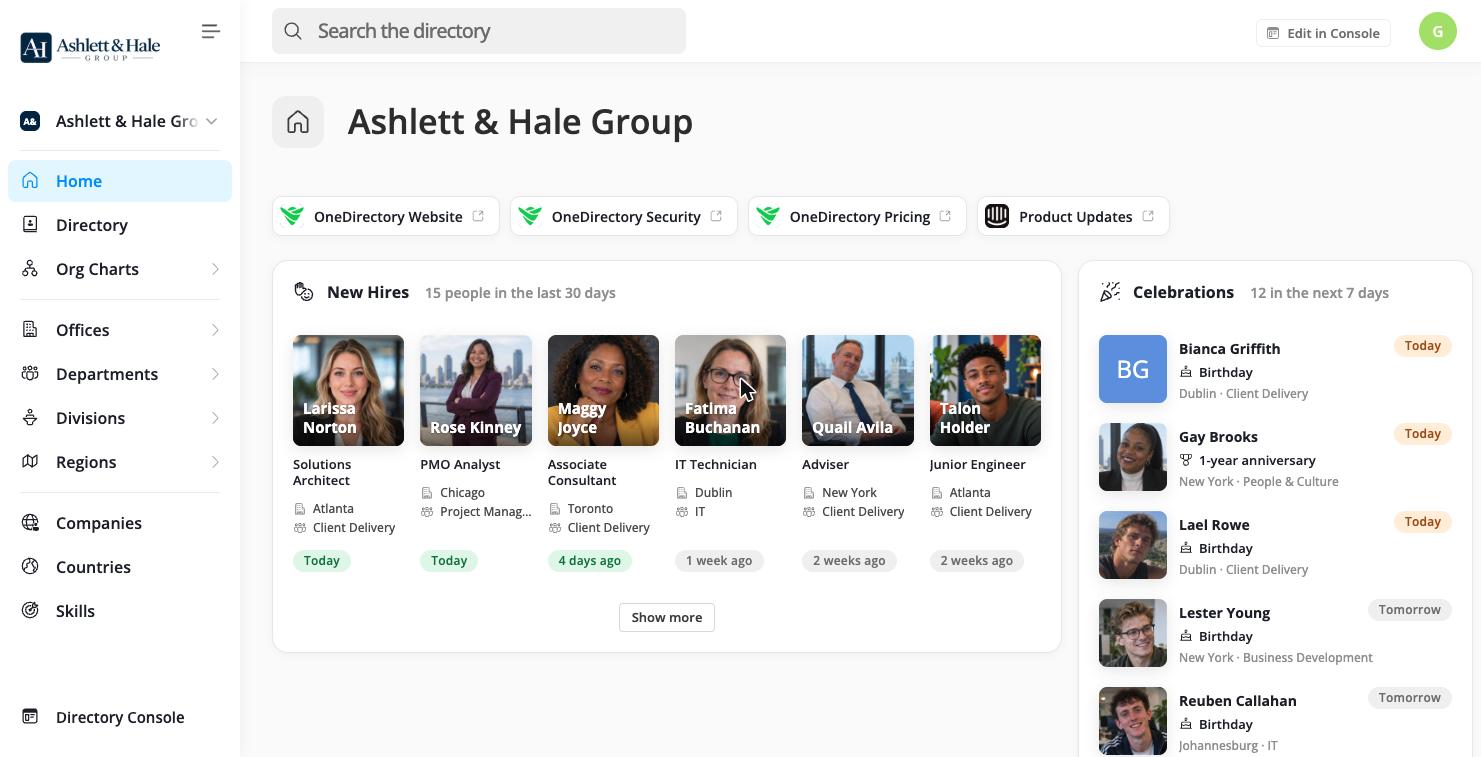 AH Ashlett & Hale
GROUP
Search the directory
Edit in Console
G
A& Ashlett & Hale Gro
Home
Directory
Org Charts
Offices
Departments
Divisions
Regions
Companies
Countries
Skills
Directory Console
Ashlett & Hale Group
OneDirectory Website
OneDirectory Security
OneDirectory Pricing
Product Updates
New Hires 15 people in the last 30 days
Larissa
Norton
Solutions
Architect
Atlanta
Client Delivery
Today
Rose Kinney
PMO Analyst
Chicago
Project Manag...
Today
Maggy
Joyce
Associate
Consultant
Toronto
Client Delivery
4 days ago
Fatima
Buchanan
IT Technician
Dublin
IT
1 week ago
Quail Avila
Adviser
New York
Client Delivery
2 weeks ago
Talon
Holder
Junior Engineer
Atlanta
Client Delivery
2 weeks ago
Show more
Celebrations 12 in the next 7 days
BG
Bianca Griffith
Today
Birthday
Dublin · Client Delivery
Gay Brooks
Today
1-year anniversary
New York · People & Culture
Lael Rowe
Today
Birthday
Dublin · Client Delivery
Lester Young
Tomorrow
Birthday
New York · Business Development
Reuben Callahan
Tomorrow
Birthday
Johannesburg · IT